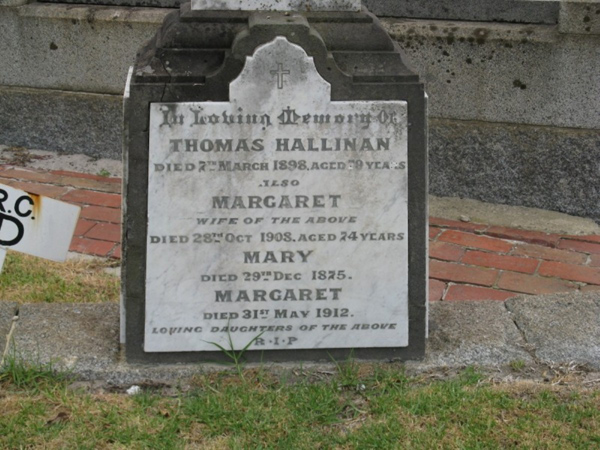 In Loving Memory Of
THOMAS HALLINAN
DIED 7TH MARCH 1898, AGED YEARS
ALSO
MARGARET
WIFE OF THE ABOVE
DIED 28TH OCT 1908. AGED 74 YEARS
MARY
DIED 29TH DEC 1875.
MARGARET
DIED 31ST MAY 1912.
LOVING DAUGHTERS OF THE ABOVE
R·I·P
R.C.
D